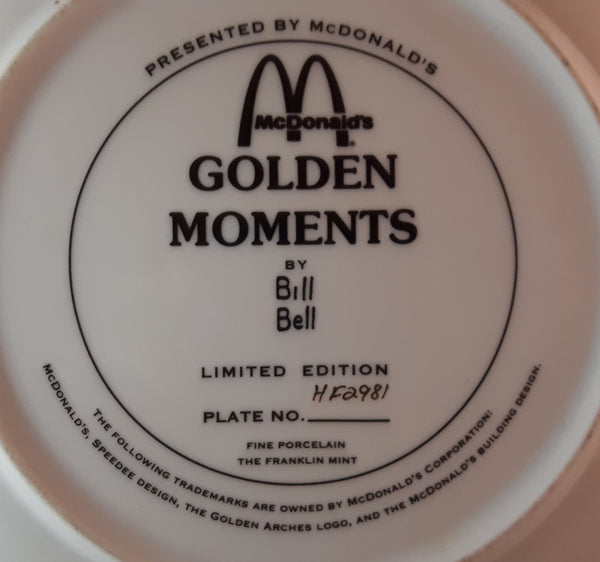 PRESENTED BY MCDONALD'S
McDonald's
GOLDEN
MOMENTS
BY
Bill
Bell
LIMITED EDITION
HF2981
PLATE NO.
FINE PORCELAIN
THE FRANKLIN MINT
THE FOLLOWING TRADEMARKS ARE OWNED BY MCDONALD'S CORPORATION:
MCDONALD'S, SPEEDEE DESIGN, THE GOLDEN ARCHES LOGO, AND THE MCDONALD'S BUILDING DESIGN.